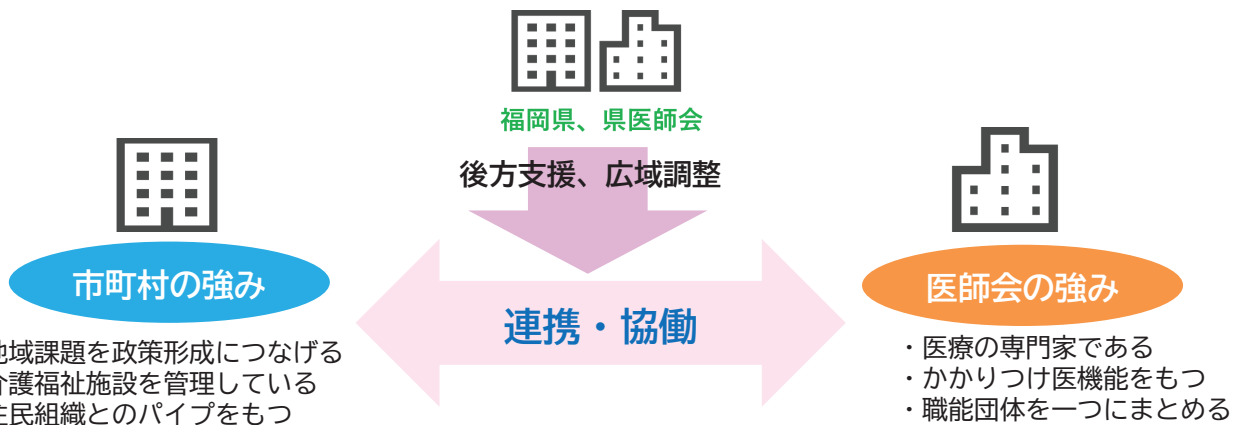 福岡県、県医師会
後方支援、広域調整
市町村の強み
連携・協働
医師会の強み
地域課題を政策形成につなげる
介護福祉施設を管理している
住民組織とのパイプをもつ
・医療の専門家である
・かかりつけ医機能をもつ
・職能団体を一つにまとめる